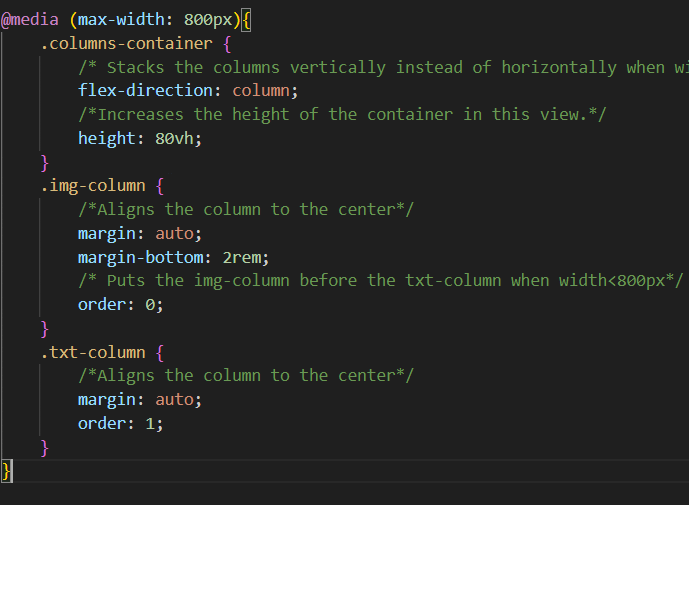 @media (max-width: 800px){
    .columns-container {
        /* Stacks the columns vertically instead of horizontally when
        flex-direction: column;
        /*Increases the height of the container in this view.*/
        height: 80vh;
    }
    .img-column {
        /*Aligns the column to the center*/
        margin: auto;
        margin-bottom: 2rem;
        /* Puts the img-column before the txt-column when width<800px*/
        order: 0;
    }
    .txt-column {
        /*Aligns the column to the center*/
        margin: auto;
        order: 1;
    }
}